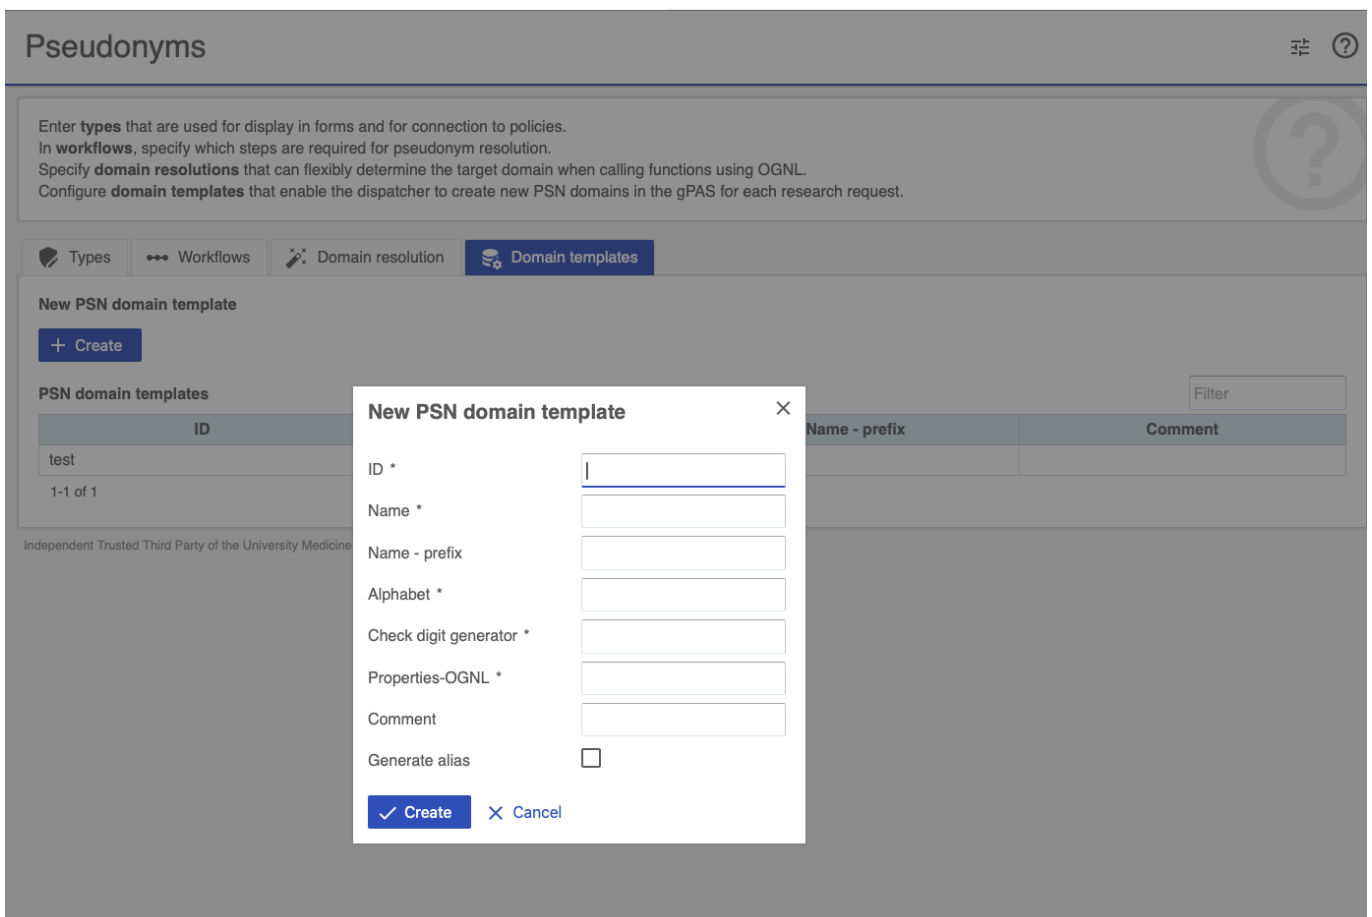 Pseudonyms
Enter types that are used for display in forms and for connection to policies.
In workflows, specify which steps are required for pseudonym resolution.
Specify domain resolutions that can flexibly determine the target domain when calling functions using OGNL.
Configure domain templates that enable the dispatcher to create new PSN domains in the gPAS for each research request.
Types Workflows Domain resolution Domain templates
New PSN domain template
+ Create
PSN domain templates
Filter
ID Name - prefix Comment
test
1-1 of 1
Independent Trusted Third Party of the University Medicine
New PSN domain template
ID *
Name *
Name - prefix
Alphabet *
Check digit generator *
Properties-OGNL *
Comment
Generate alias
Create Cancel